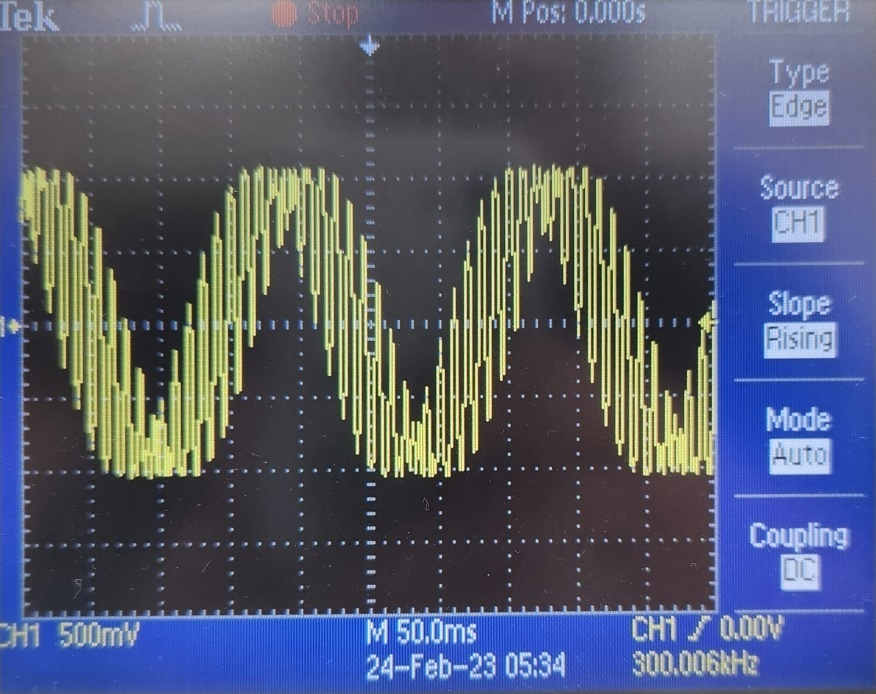 Tek Stop M Pos: 0.000s TRIGGER
Type
Edge
Source
CH1
Slope
Rising
Mode
Auto
Coupling
DC
1
CH1 500mV M 50.0ms CH1 0.00V
24-Feb-23 05:34 300.006kHz